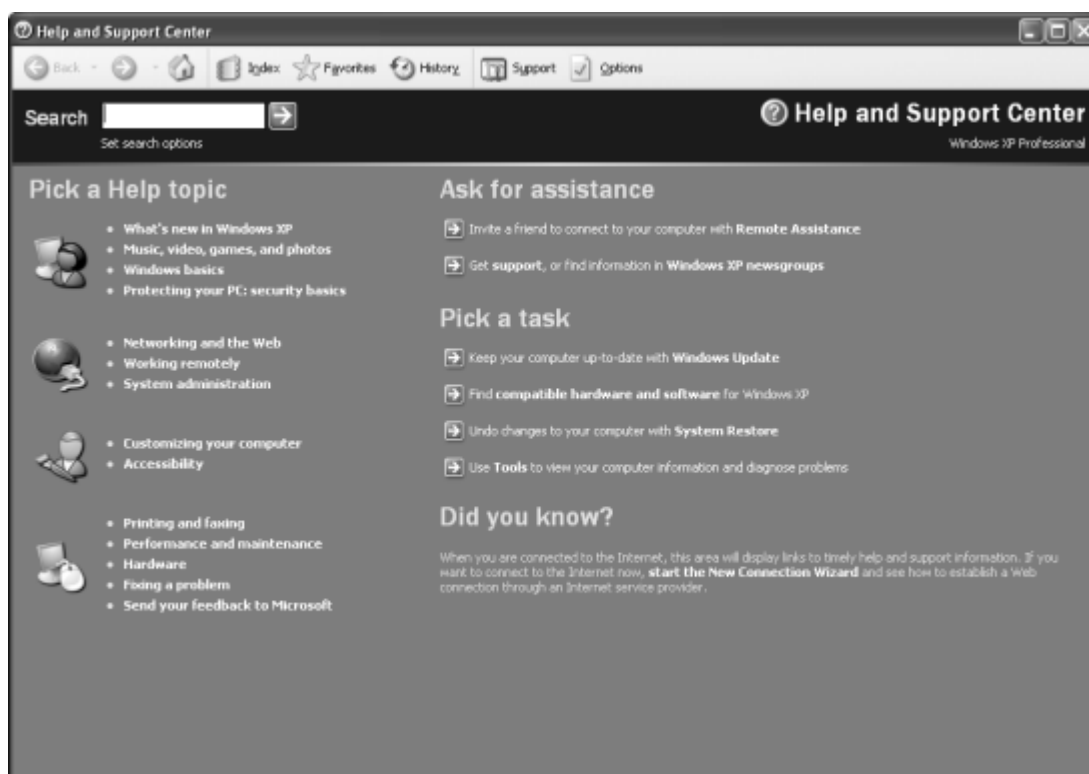 Help and Support Center
Back Index Favorites History Support Options
Search
Set search options
Help and Support Center
Windows XP Professional
Pick a Help topic
What's new in Windows XP
Music, video, games, and photos
Windows basics
Protecting your PC: security basics
Networking and the Web
Working remotely
System administration
Customizing your computer
Accessibility
Printing and faxing
Performance and maintenance
Hardware
Fixing a problem
Send your feedback to Microsoft
Ask for assistance
Invite a friend to connect to your computer with Remote Assistance
Get support, or find information in Windows XP newsgroups
Pick a task
Keep your computer up-to-date with Windows Update
Find compatible hardware and software for Windows XP
Undo changes to your computer with System Restore
Use Tools to view your computer information and diagnose problems
Did you know?
When you are connected to the Internet, this area will display links to timely help and support information. If you
want to connect to the Internet now, start the New Connection Wizard and see how to establish a Web
connection through an Internet service provider.